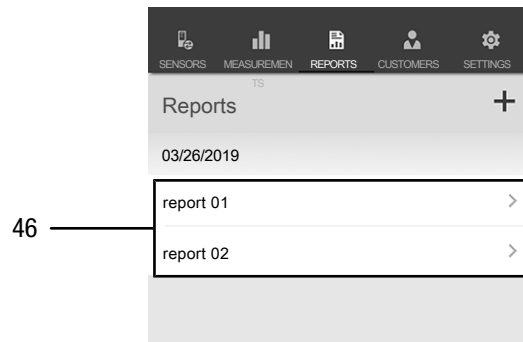 SENSORS MEASUREMEN REPORTS CUSTOMERS SETTINGS
TS
Reports +
03/26/2019
report 01 >
46
report 02 >